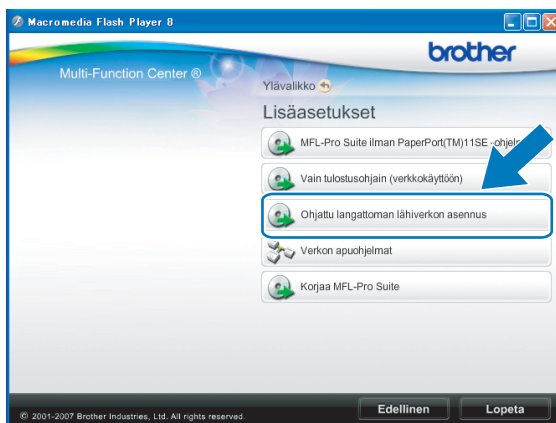 Macromedia Flash Player 8
brother
Multi-Function Center ®
Ylävalikko
Lisäasetukset
MFL-Pro Suite ilman PaperPort(TM)11SE
Vain tulostusohjain (verkkokäyttöön)
Ohjattu langattoman lähiverkon asennus
Verkon apuohjelmat
Korjaa MFL-Pro Suite
© 2001-2007 Brother Industries, Ltd. All rights reserved.
Edellinen
Lopeta